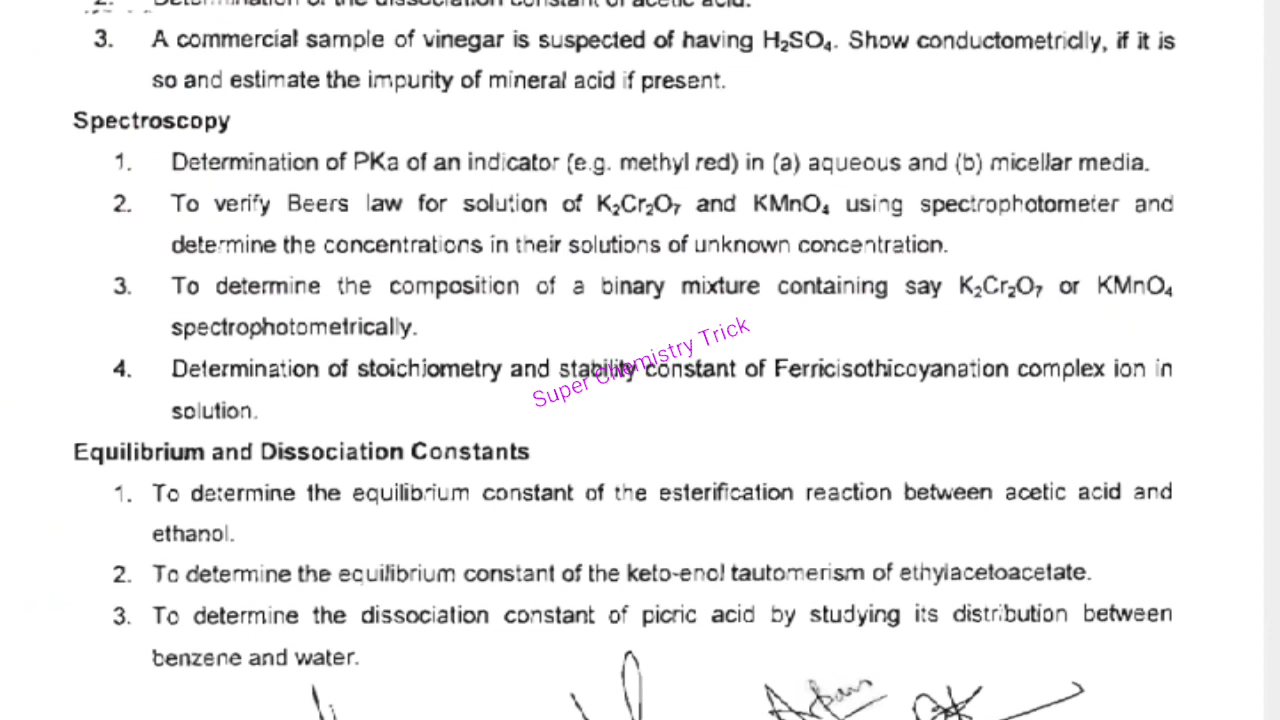 2. Determination of the dissociation constant of acetic acid.
3. A commercial sample of vinegar is suspected of having H₂SO₄. Show conductometriclly, if it is
so and estimate the impurity of mineral acid if present.
Spectroscopy
1. Determination of PKa of an indicator (e.g. methyl red) in (a) aqueous and (b) micellar media.
2. To verify Beers law for solution of K₂Cr₂O₇ and KMnO₄ using spectrophotometer and
determine the concentrations in their solutions of unknown concentration.
3. To determine the composition of a binary mixture containing say K₂Cr₂O₇ or KMnO₄
spectrophotometrically.
4. Determination of stoichiometry and stability constant of Ferricisothicoyanation complex ion in
solution.
Super Chemistry Trick
Equilibrium and Dissociation Constants
1. To determine the equilibrium constant of the esterification reaction between acetic acid and
ethanol.
2. To determine the equilibrium constant of the keto-enol tautomerism of ethylacetoacetate.
3. To determine the dissociation constant of picric acid by studying its distribution between
benzene and water.